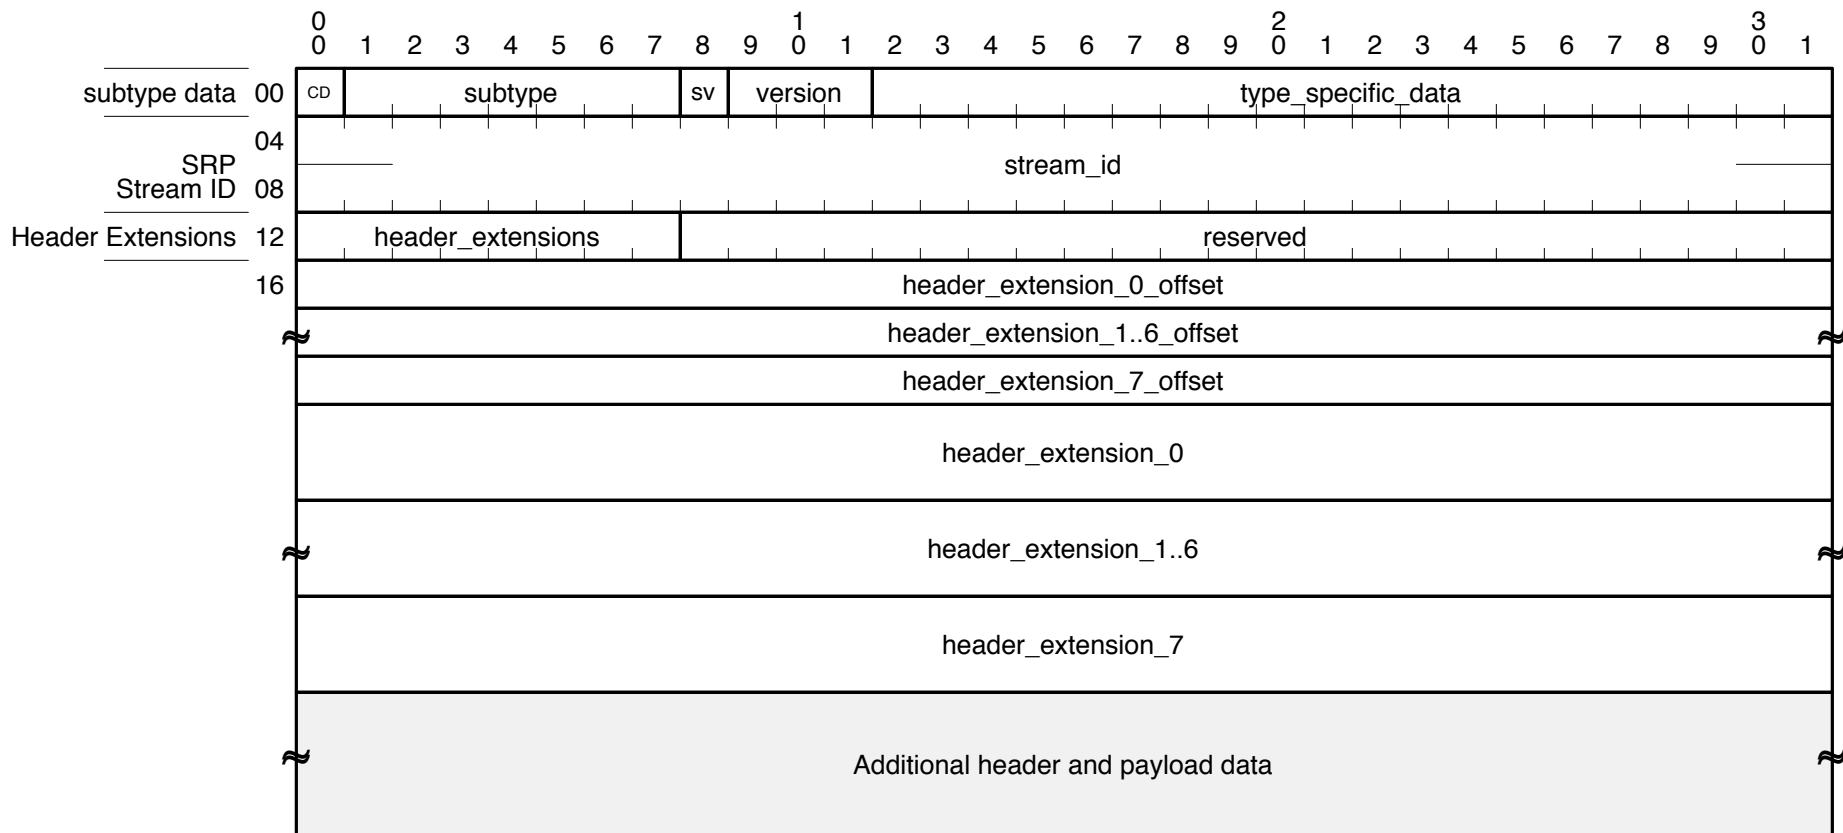 0 1 2 3
0 1 2 3 4 5 6 7 8 9 0 1 2 3 4 5 6 7 8 9 0 1 2 3 4 5 6 7 8 9 0 1
subtype data 00 CD subtype sv version type_specific_data
04
SRP stream_id
Stream ID 08
Header Extensions 12 header_extensions reserved
16 header_extension_0_offset
header_extension_1..6_offset
header_extension_7_offset
header_extension_0
header_extension_1..6
header_extension_7
Additional header and payload data